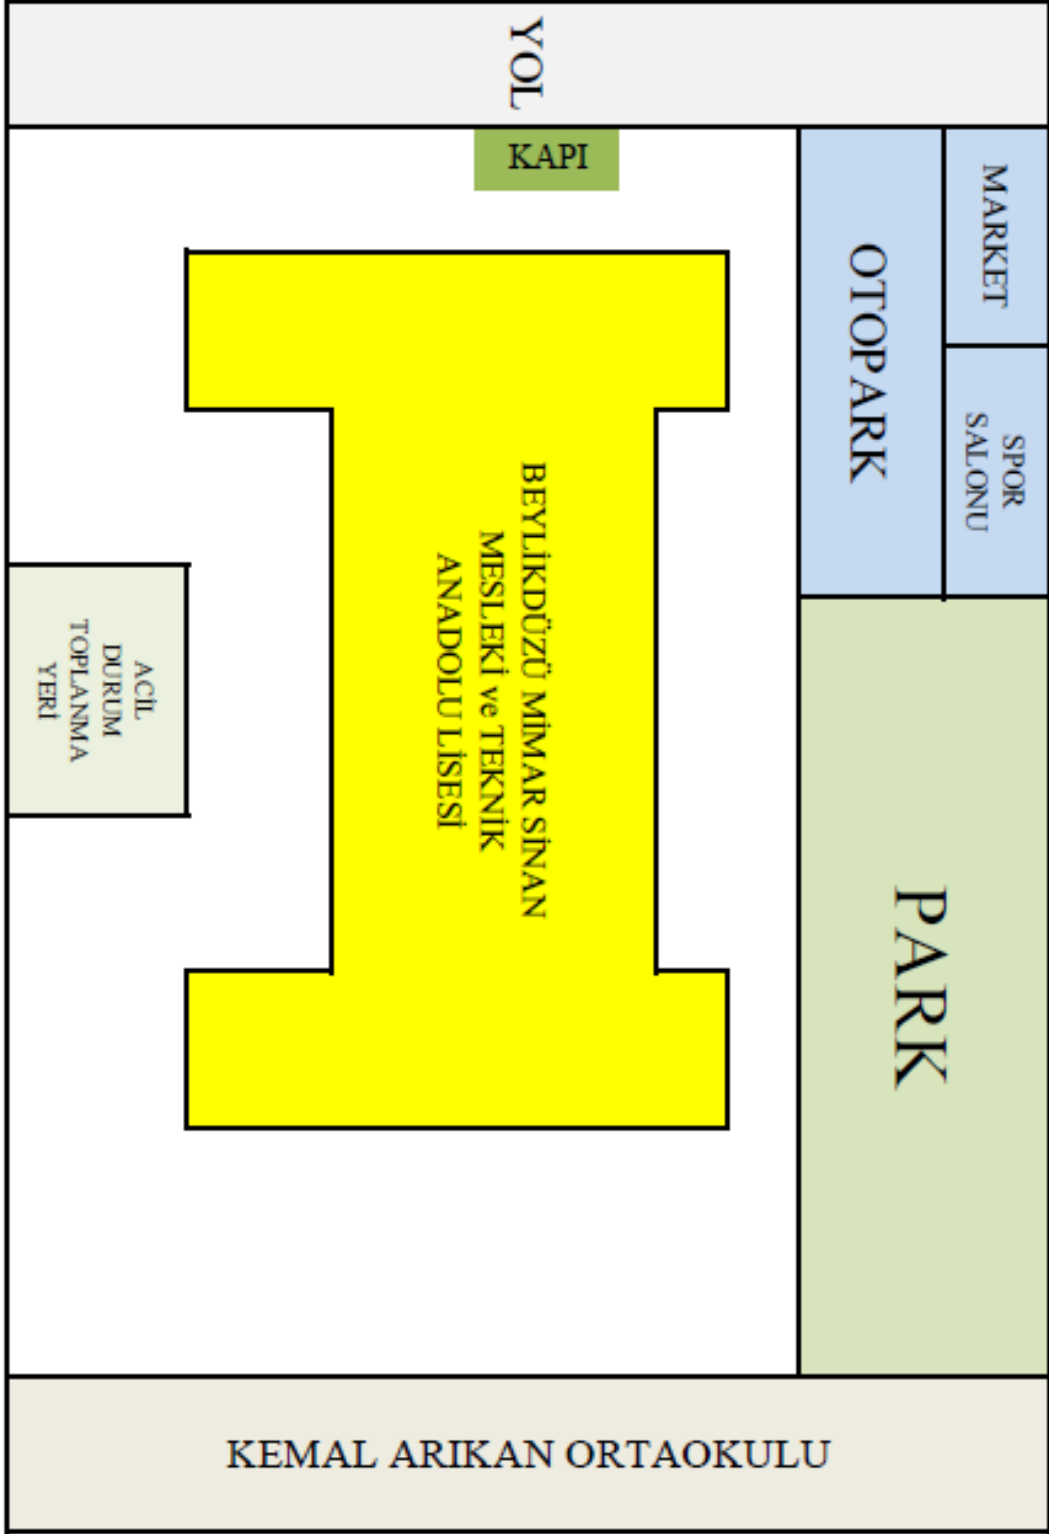 YOL
KAPI
MARKET
OTOPARK
SPOR
SALONU
BEYLİKDÜZÜ MİMAR SİNAN
MESLEKİ ve TEKNİK
ANADOLU LİSESİ
ACİL
DURUM
TOPLANMA
YERİ
PARK
KEMAL ARIKAN ORTAOKULU